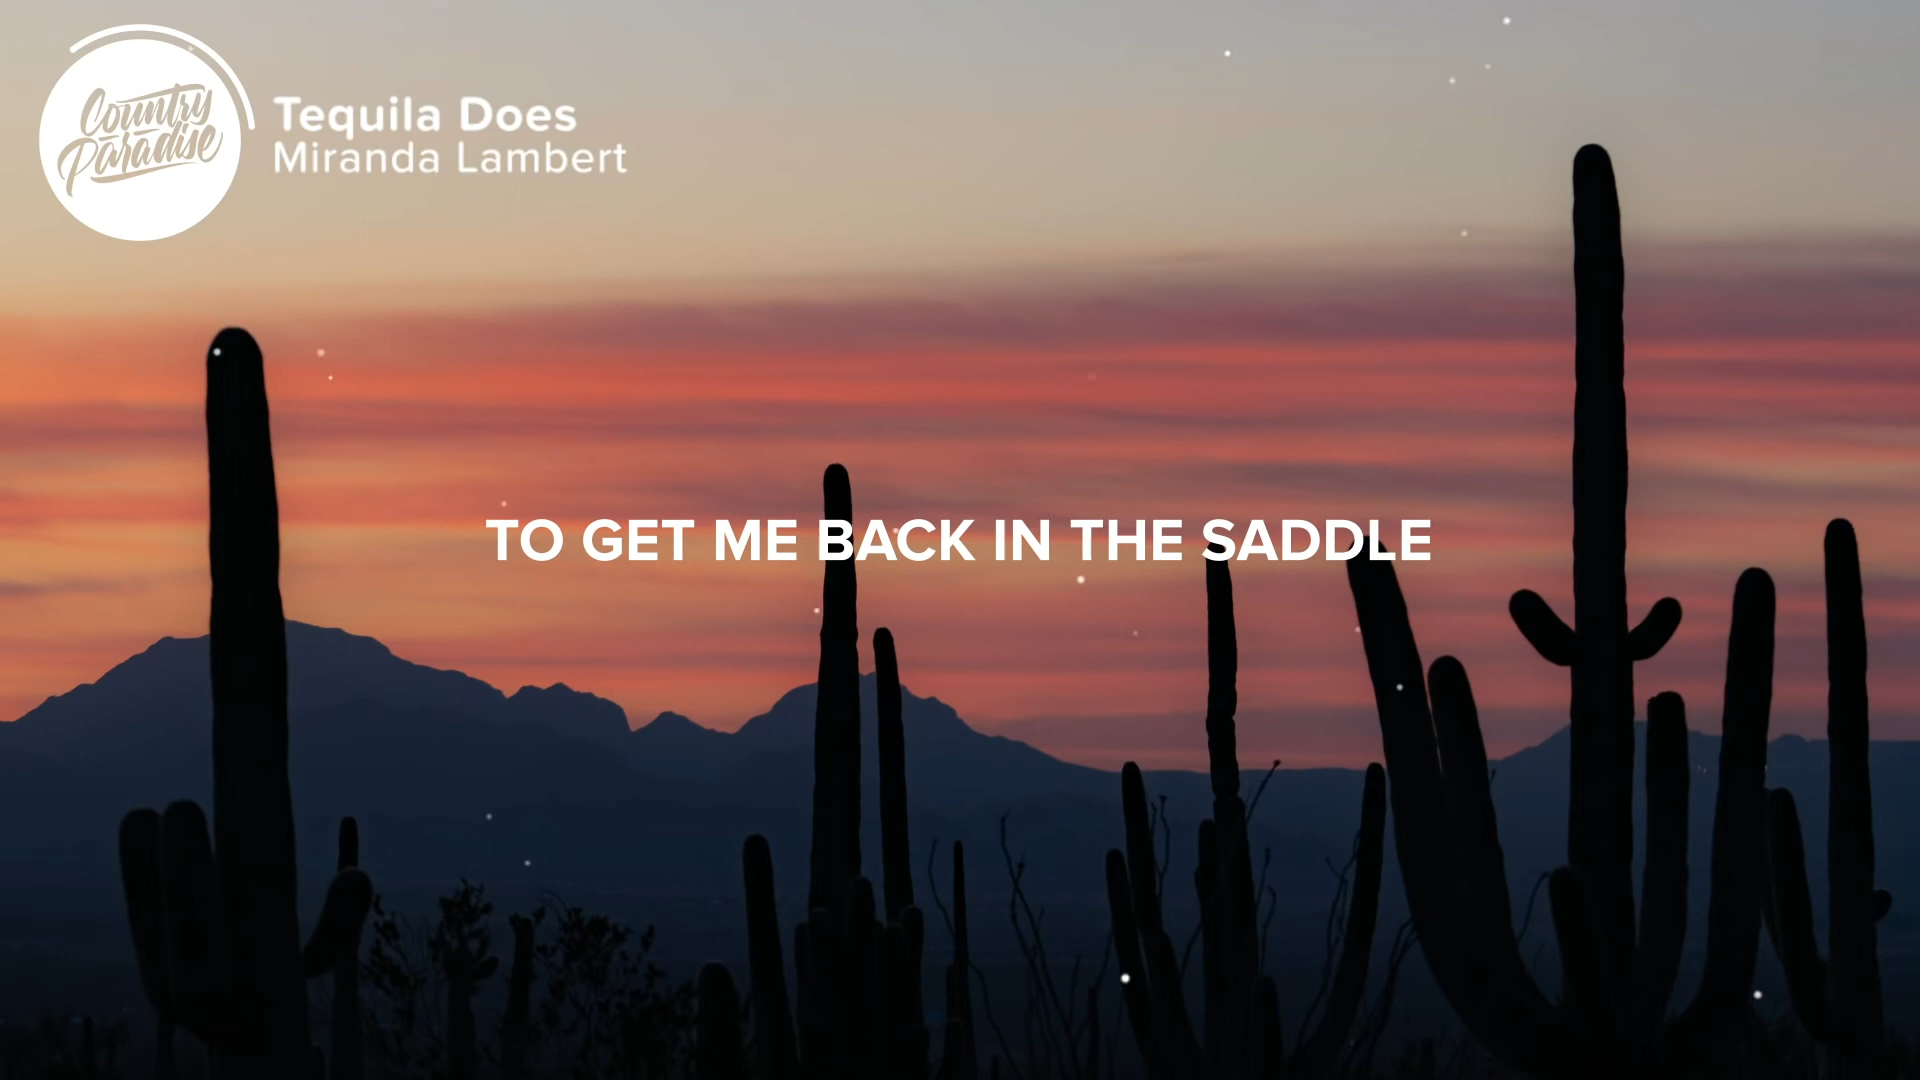 Country
Paradise
Tequila Does
Miranda Lambert
TO GET ME BACK IN THE SADDLE